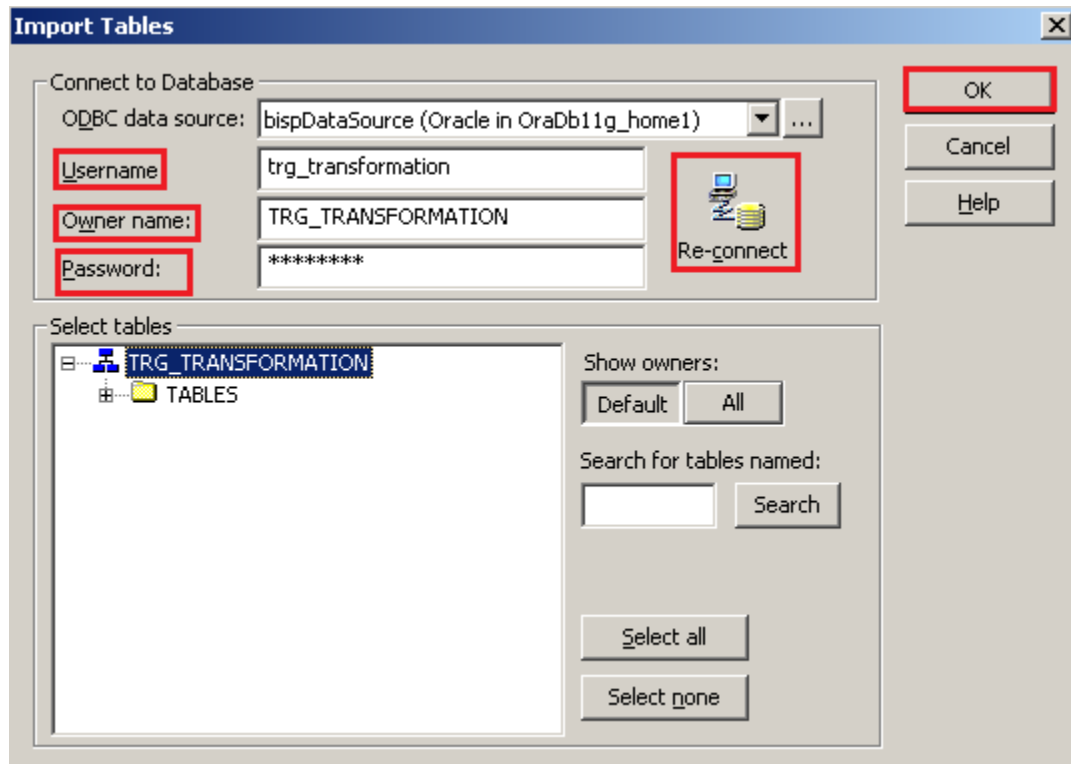 Import Tables
Connect to Database
ODBC data source: bispDataSource (Oracle in OraDb11g_home1) ...
Username trg_transformation
Owner name: TRG_TRANSFORMATION
Password: ********
Re-connect
OK
Cancel
Help
Select tables
TRG_TRANSFORMATION
TABLES
Show owners:
Default All
Search for tables named:
Search
Select all
Select none